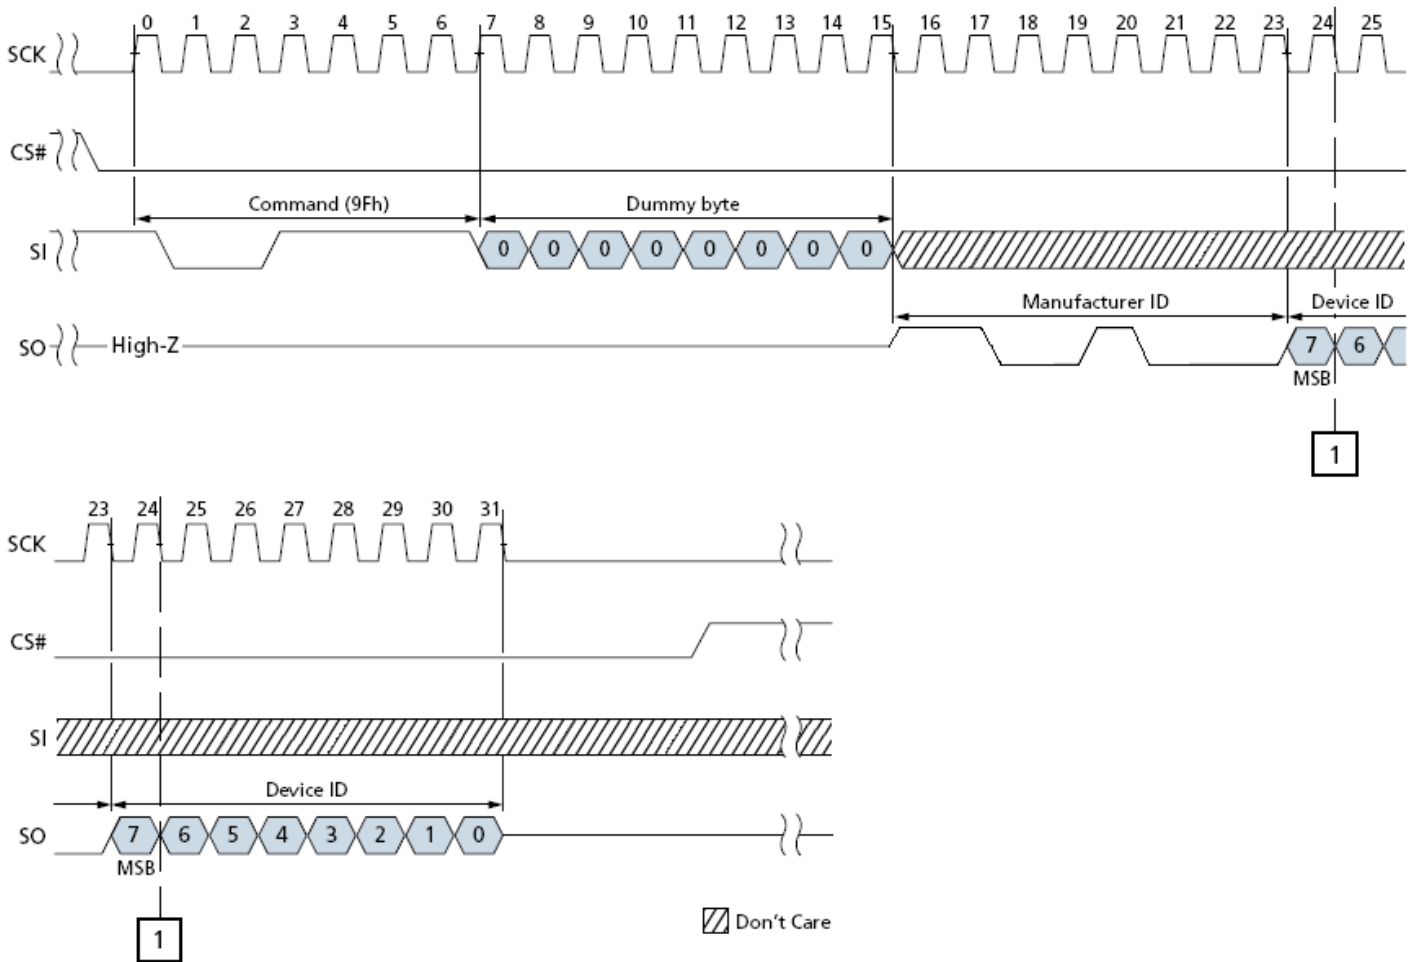 0 1 2 3 4 5 6 7 8 9 10 11 12 13 14 15 16 17 18 19 20 21 22 23 24 25
SCK
CS#
Command (9Fh) Dummy byte
SI 0 0 0 0 0 0 0 0
Manufacturer ID Device ID
SO High-Z 7 6
MSB
1
23 24 25 26 27 28 29 30 31
SCK
CS#
SI
Device ID
SO 7 6 5 4 3 2 1 0
MSB
1
Don't Care